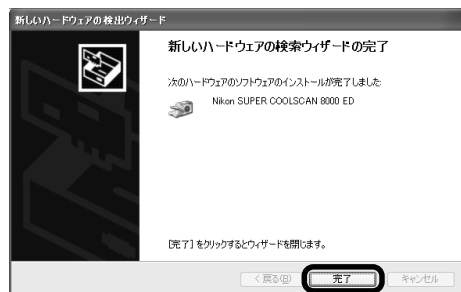 新しいハードウェアの検出ウィザード
新しいハードウェアの検索ウィザードの完了
次のハードウェアのソフトウェアのインストールが完了しました:
Nikon SUPER COOLSCAN 8000 ED
[完了] をクリックするとウィザードを閉じます。
< 戻る(B)
完了
キャンセル